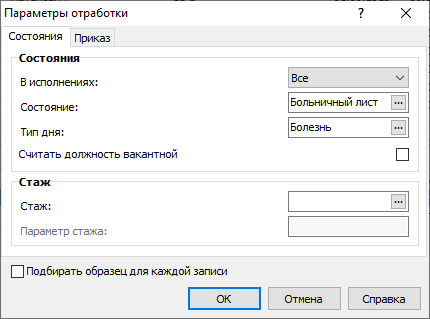 Параметры отработки
Состояния Приказ
Состояния
В исполнениях: Все
Состояние: Больничный лист ...
Тип дня: Болезнь ...
Считать должность вакантной
Стаж
Стаж: ...
Параметр стажа:
Подбирать образец для каждой записи
ОК Отмена Справка